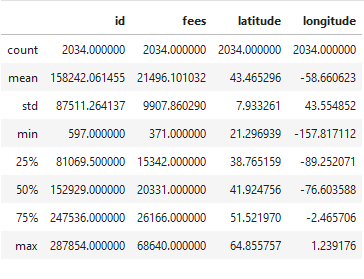 id fees latitude longitude
count 2034.000000 2034.000000 2034.000000 2034.000000
mean 158242.061455 21496.101032 43.465296 -58.660623
std 87511.264137 9907.860290 7.933261 43.554852
min 597.000000 371.000000 21.296939 -157.817112
25% 81069.500000 15342.000000 38.765159 -89.252071
50% 152929.000000 20331.000000 41.924756 -76.603588
75% 247536.000000 26166.000000 51.521970 -2.465706
max 287854.000000 68640.000000 64.855757 1.239176